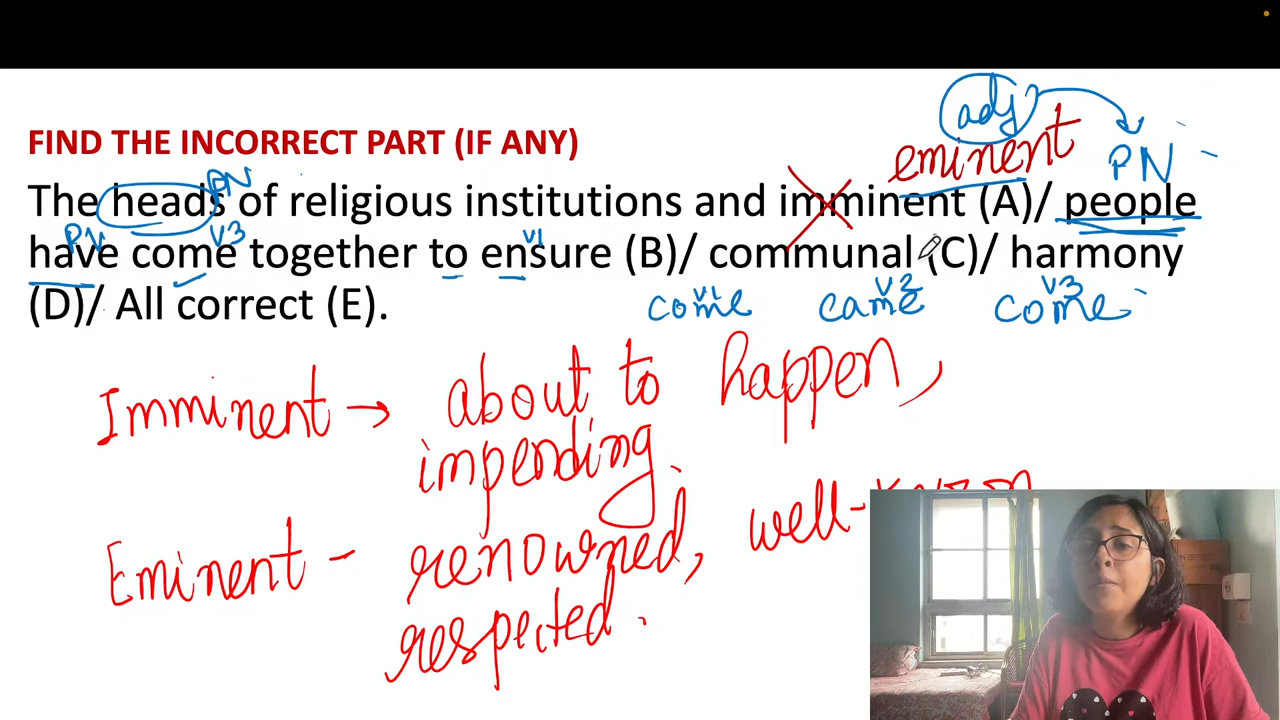 FIND THE INCORRECT PART (IF ANY)
adj
eminent
PN
PN
The heads of religious institutions and imminent (A)/ people
PN
V3
V1
have come together to ensure (B)/ communal (C)/ harmony
V1
V2
V3
(D)/ All correct (E).
come
came
come
Imminent → about to happen,
impending.
Eminent - renowned, well-known
respected.